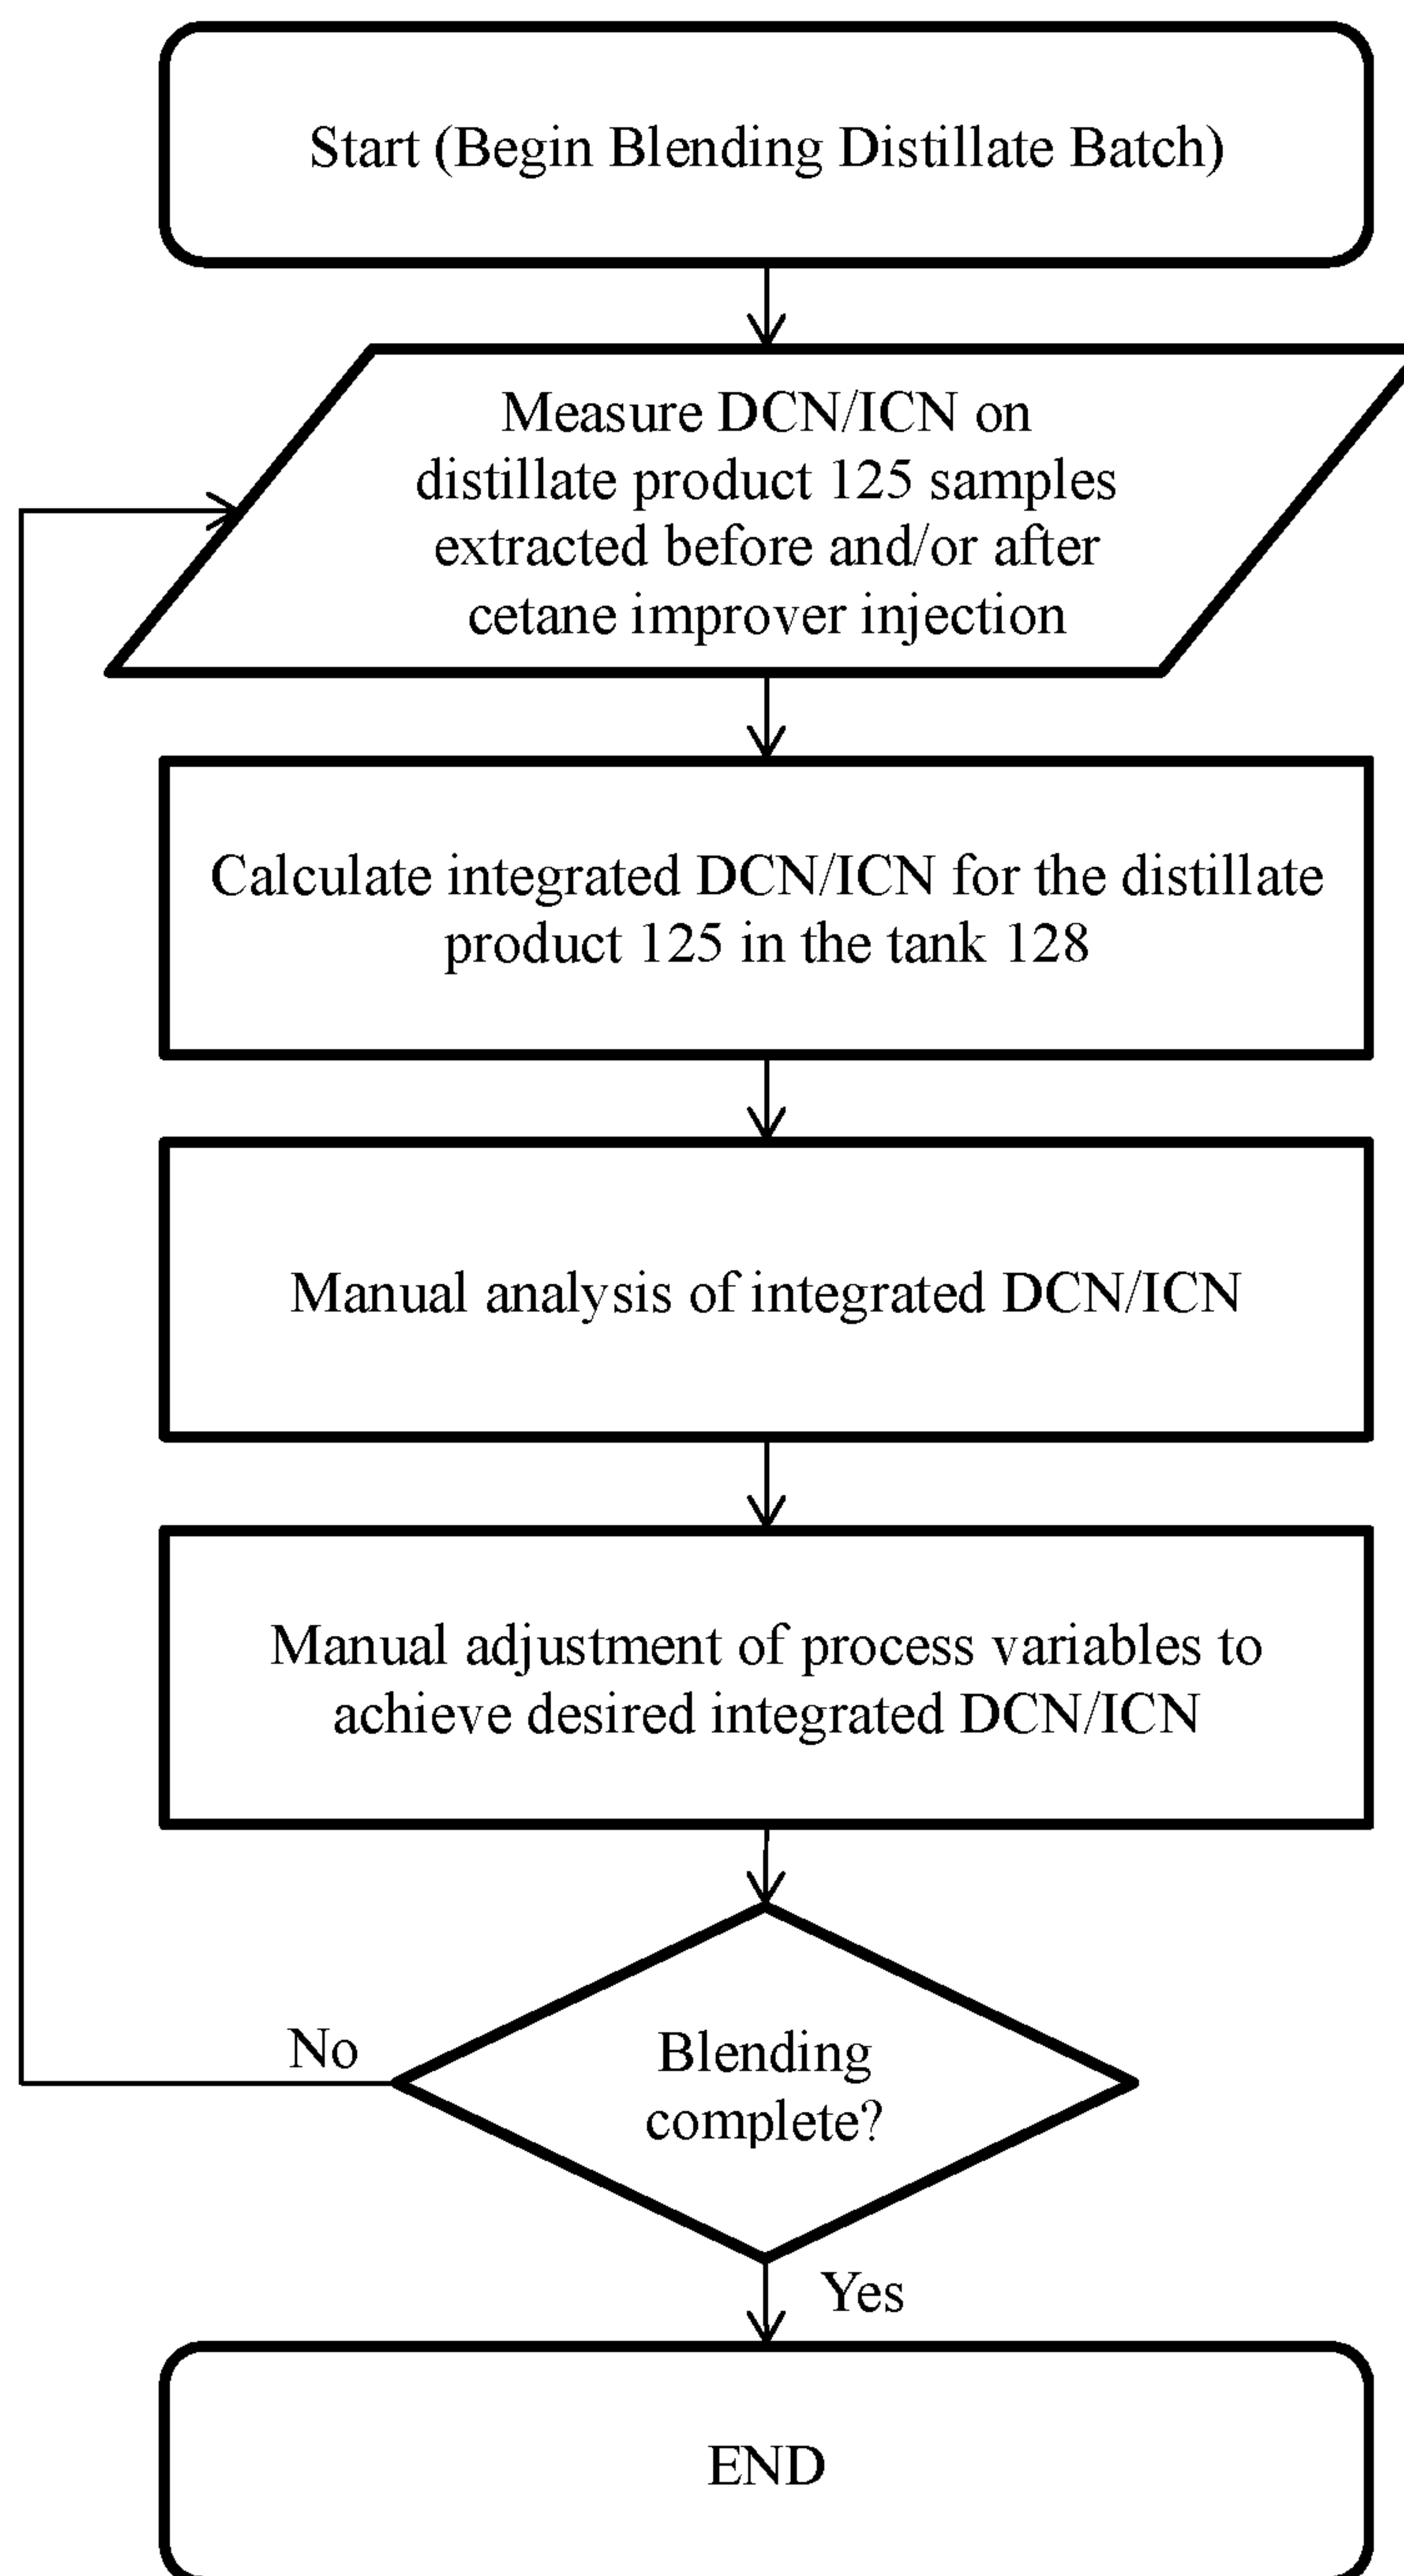 Start (Begin Blending Distillate Batch)
Measure DCN/ICN on
distillate product 125 samples
extracted before and/or after
cetane improver injection
Calculate integrated DCN/ICN for the distillate
product 125 in the tank 128
Manual analysis of integrated DCN/ICN
Manual adjustment of process variables to
achieve desired integrated DCN/ICN
No
Blending
complete?
Yes
END